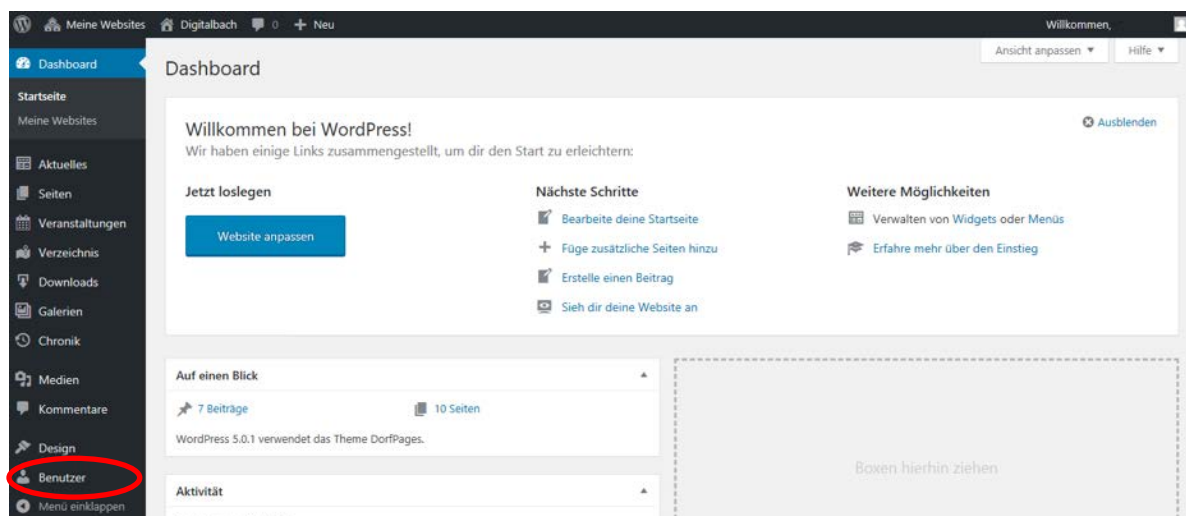 Meine Websites Digitalbach 0 + Neu Willkommen,
Ansicht anpassen Hilfe
Dashboard
Startseite
Meine Websites
Aktuelles
Seiten
Veranstaltungen
Verzeichnis
Downloads
Galerien
Chronik
Medien
Kommentare
Design
Benutzer
Menü einklappen
Dashboard
Willkommen bei WordPress!
Ausblenden
Wir haben einige Links zusammengestellt, um dir den Start zu erleichtern:
Jetzt loslegen
Website anpassen
Nächste Schritte
Bearbeite deine Startseite
Füge zusätzliche Seiten hinzu
Erstelle einen Beitrag
Sieh dir deine Website an
Weitere Möglichkeiten
Verwalten von Widgets oder Menüs
Erfahre mehr über den Einstieg
Auf einen Blick
7 Beiträge 10 Seiten
WordPress 5.0.1 verwendet das Theme DorfPages.
Aktivität
Boxen hierhin ziehen